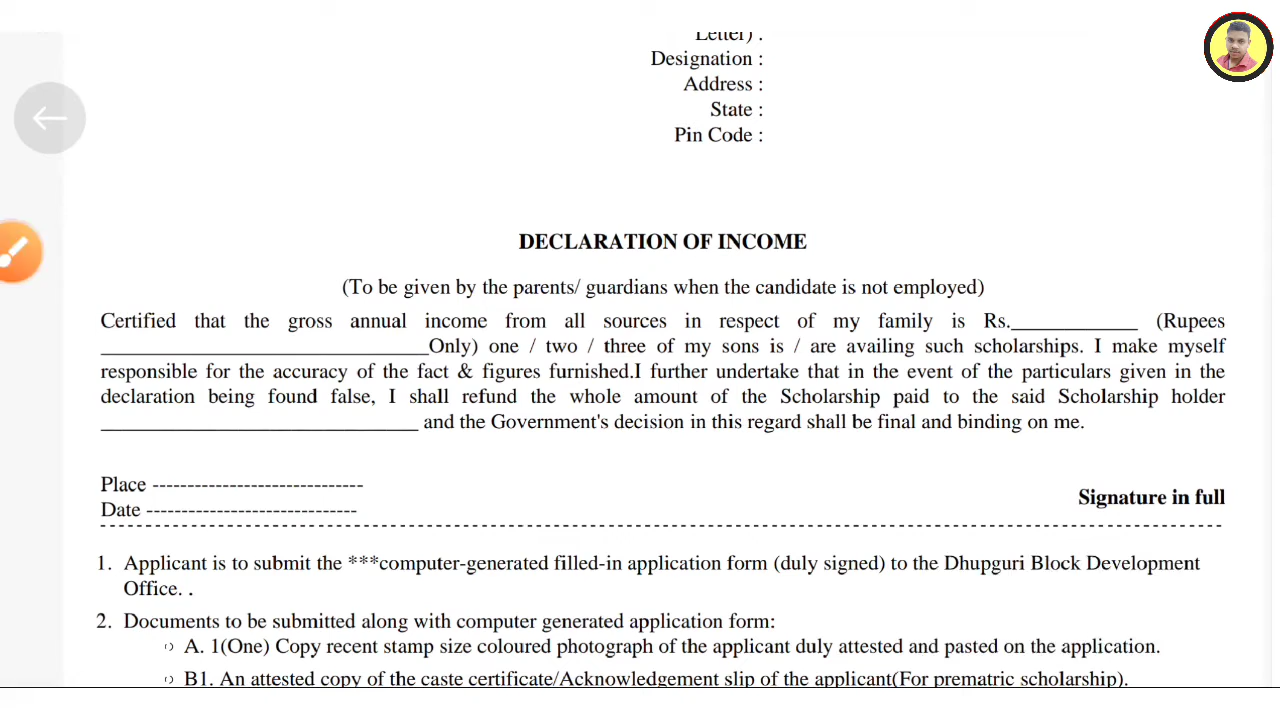 Letter) :
Designation :
Address :
State :
Pin Code :
DECLARATION OF INCOME
(To be given by the parents/ guardians when the candidate is not employed)
Certified that the gross annual income from all sources in respect of my family is Rs.____________ (Rupees
_______________________________Only) one / two / three of my sons is / are availing such scholarships. I make myself
responsible for the accuracy of the fact & figures furnished.I further undertake that in the event of the particulars given in the
declaration being found false, I shall refund the whole amount of the Scholarship paid to the said Scholarship holder
______________________________ and the Government's decision in this regard shall be final and binding on me.
Place ------------------------------
Date ------------------------------
Signature in full
1. Applicant is to submit the ***computer-generated filled-in application form (duly signed) to the Dhupguri Block Development
Office. .
2. Documents to be submitted along with computer generated application form:
A. 1(One) Copy recent stamp size coloured photograph of the applicant duly attested and pasted on the application.
B1. An attested copy of the caste certificate/Acknowledgement slip of the applicant(For prematric scholarship).